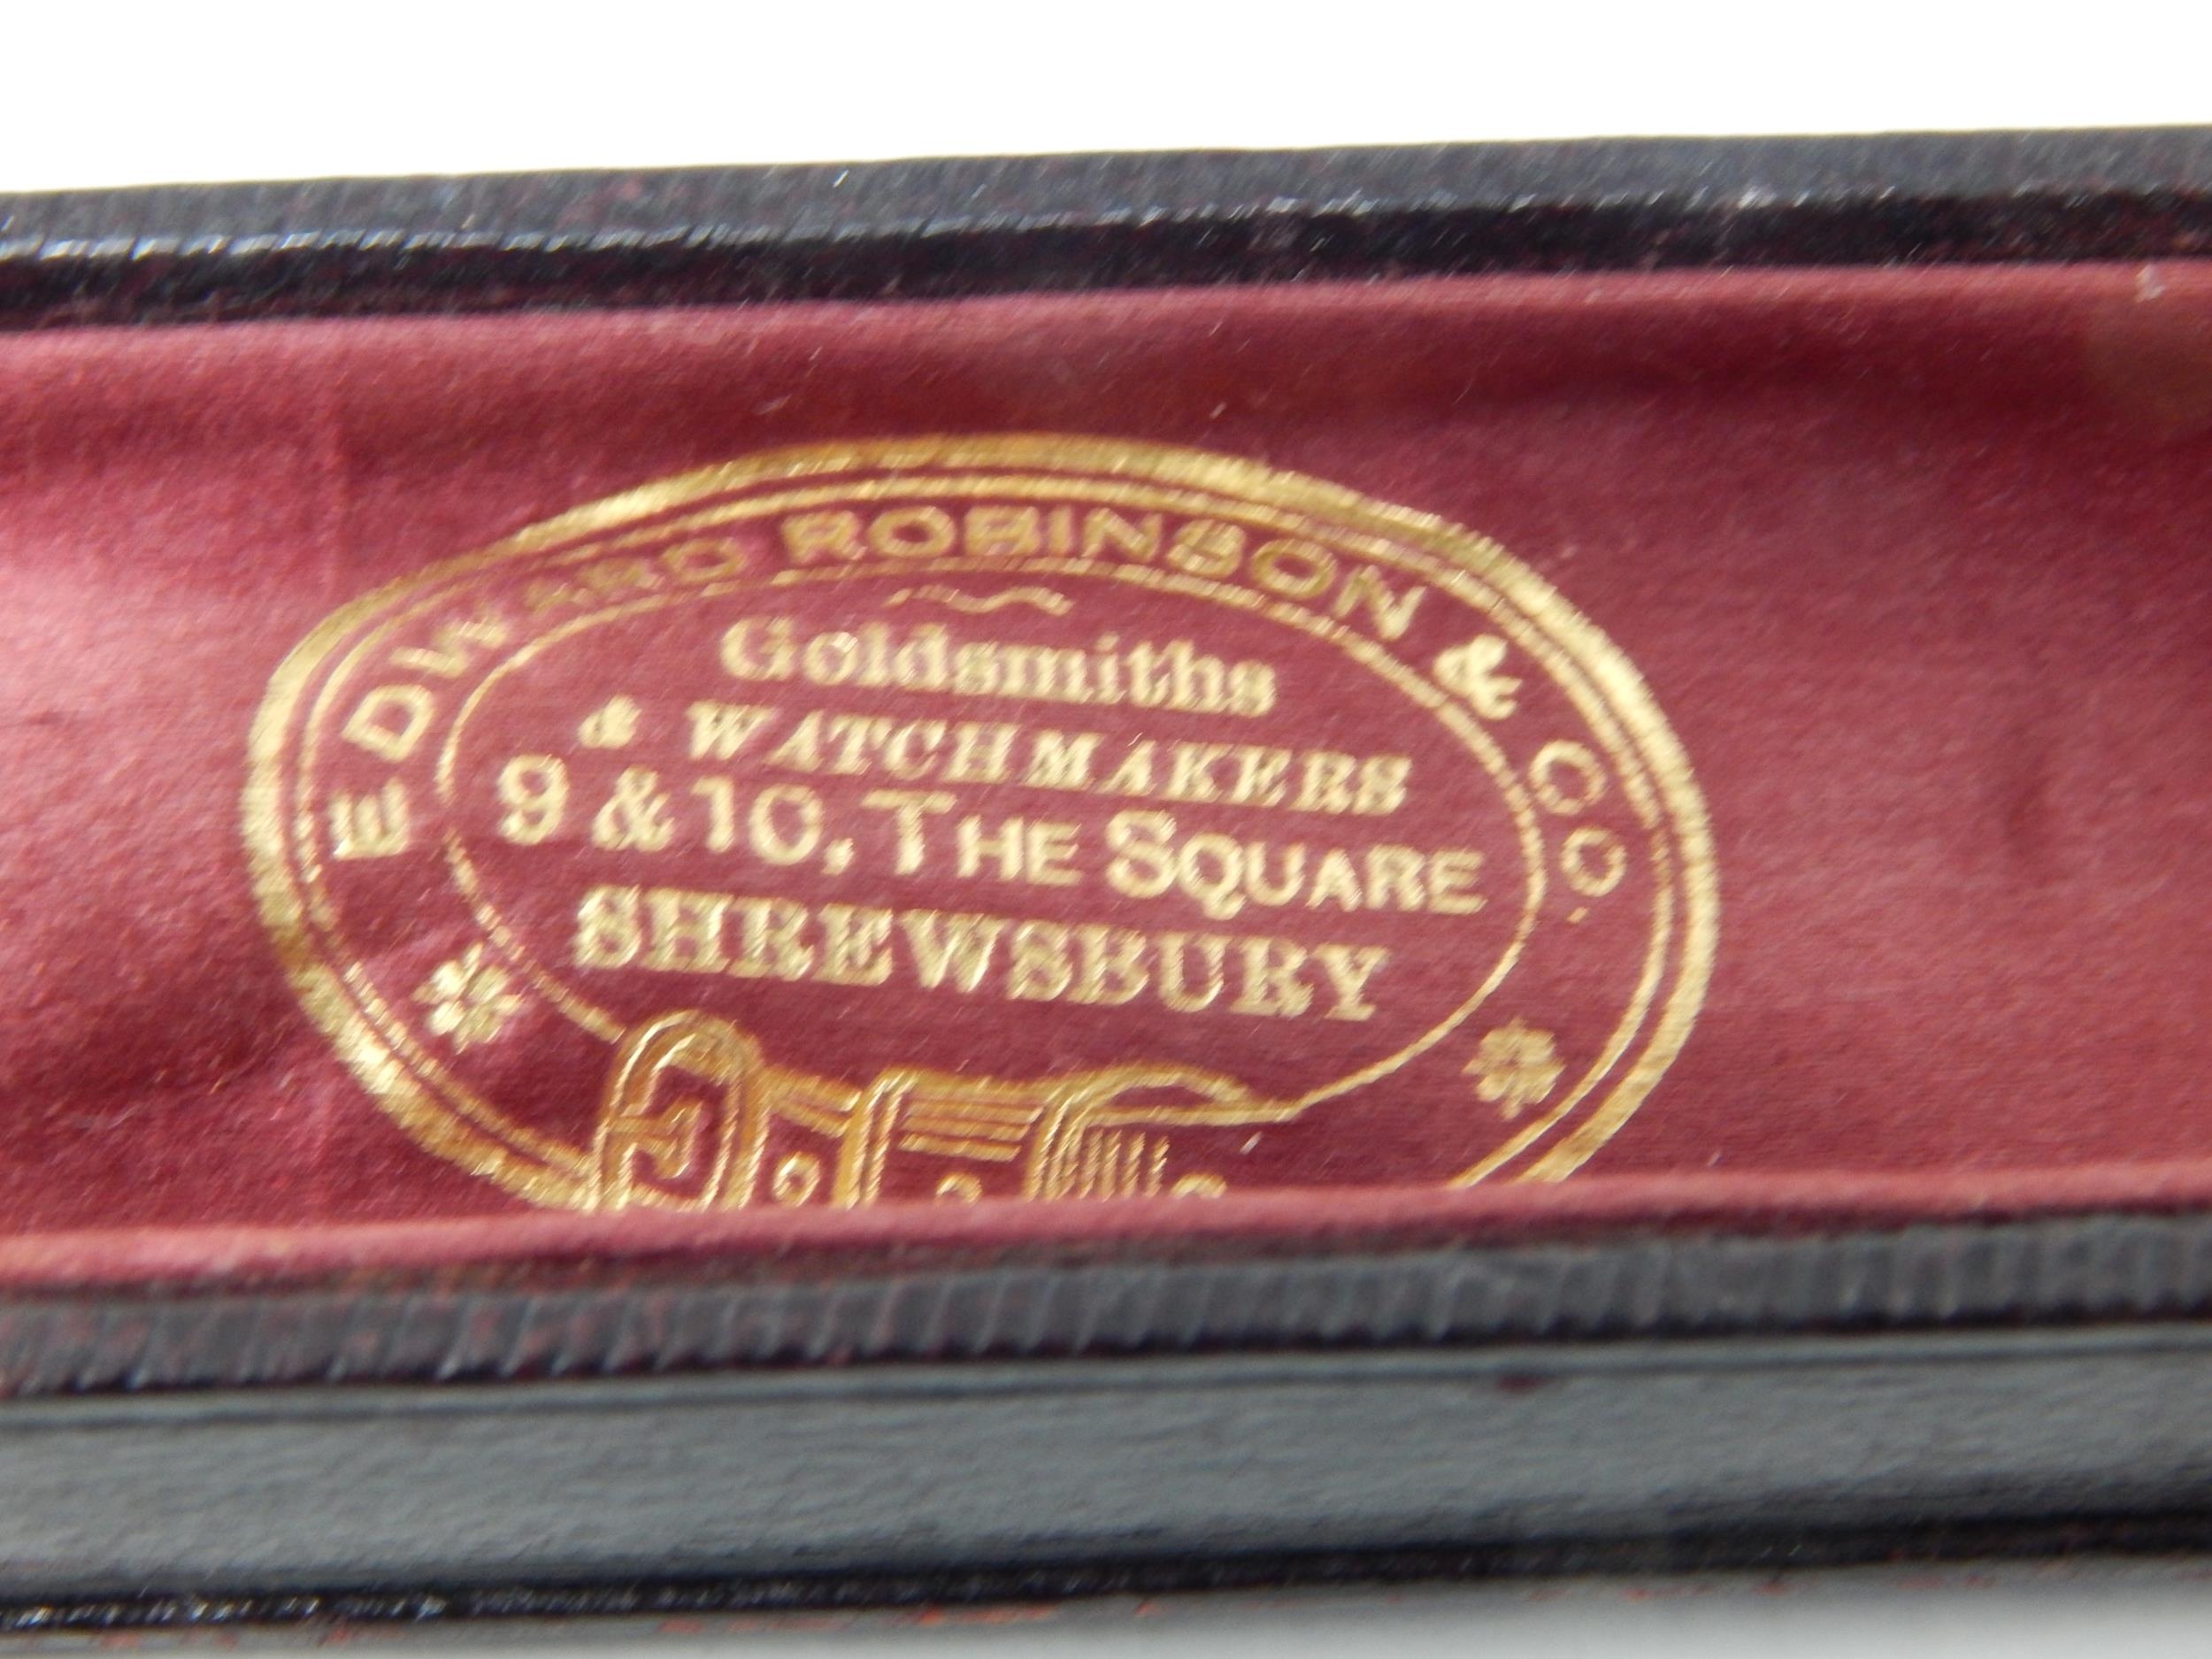 EDWARD ROBINSON & CO.
Goldsmiths
& WATCHMAKERS
9 & 10, THE SQUARE
SHREWSBURY